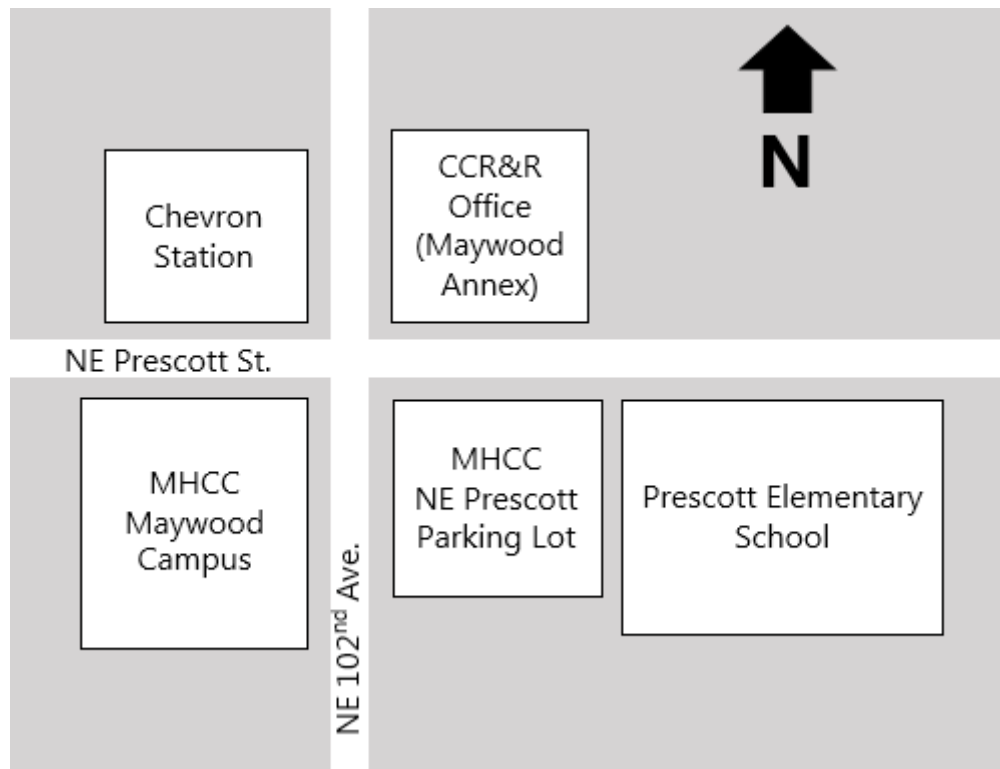 N
Chevron
Station
CCR&R
Office
(Maywood
Annex)
NE Prescott St.
MHCC
Maywood
Campus
NE 102nd Ave.
MHCC
NE Prescott
Parking Lot
Prescott Elementary
School